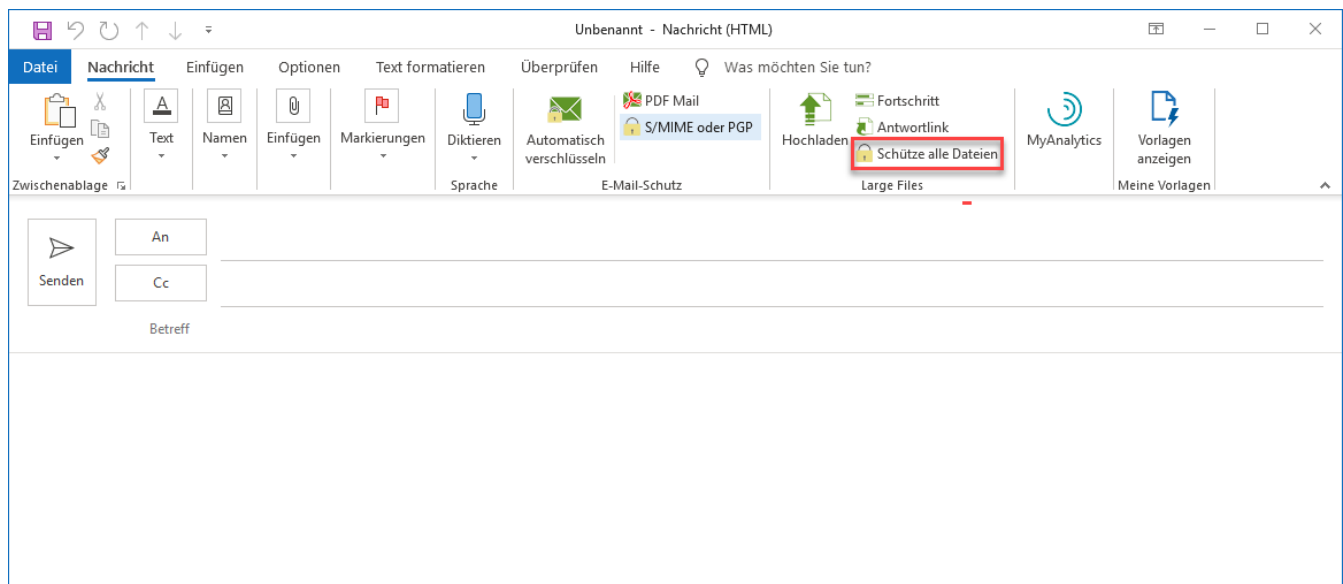 Unbenannt - Nachricht (HTML)
Datei Nachricht Einfügen Optionen Text formatieren Überprüfen Hilfe Was möchten Sie tun?
Einfügen
Text
Namen
Einfügen
Markierungen
Diktieren
Automatisch
verschlüsseln
PDF Mail
S/MIME oder PGP
Hochladen
Fortschritt
Antwortlink
Schütze alle Dateien
MyAnalytics
Vorlagen
anzeigen
Zwischenablage Sprache E-Mail-Schutz Large Files Meine Vorlagen
Senden
An
Cc
Betreff